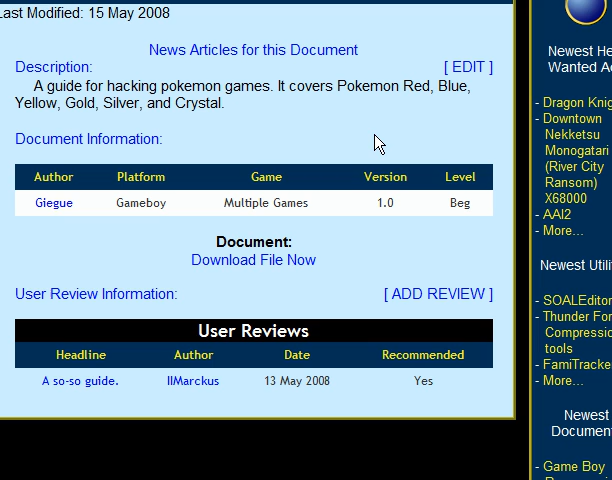 Last Modified: 15 May 2008
News Articles for this Document
Description: [ EDIT ]
A guide for hacking pokemon games. It covers Pokemon Red, Blue,
Yellow, Gold, Silver, and Crystal.
Document Information:
Author Platform Game Version Level
Giegue Gameboy Multiple Games 1.0 Beg
Document:
Download File Now
User Review Information: [ ADD REVIEW ]
User Reviews
Headline Author Date Recommended
A so-so guide. IIMarckus 13 May 2008 Yes
Newest He
Wanted A
- Dragon Knig
- Downtown
Nekketsu
Monogatari
(River City
Ransom)
X68000
- AAI2
- More...
Newest Utili
- SOALEditor
- Thunder For
Compressio
tools
- FamiTracke
- More...
Newest
Documen
- Game Boy